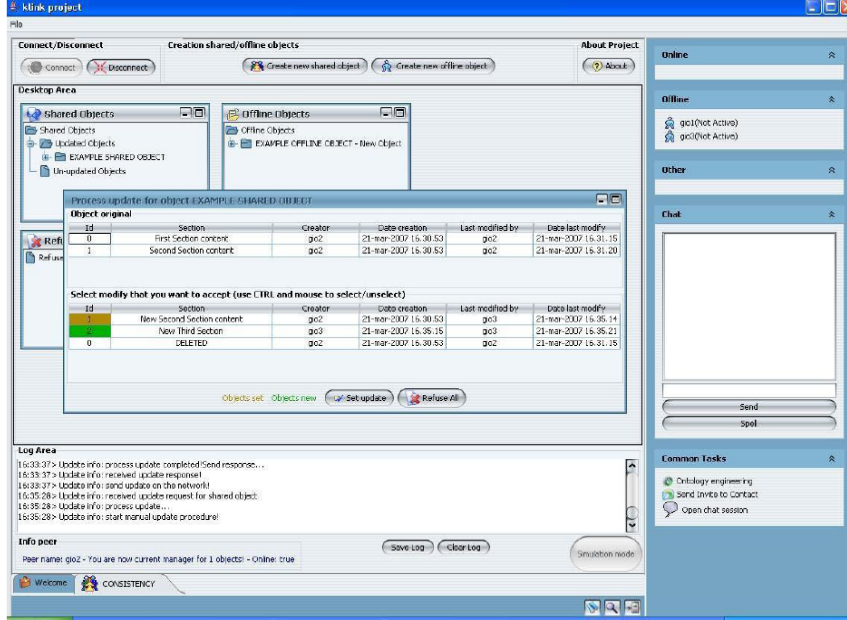 klink project
File
Connect/Disconnect
Creation shared/offline objects
About Project
Connect
Disconnect
Create new shared object
Create new offline object
About
Desktop Area
Shared Objects
Shared Objects
Updated Objects
EXAMPLE SHARED OBJECT
Un-updated Objects
Offline Objects
Offline Objects
EXAMPLE OFFLINE OBJECT - New Object
Refu
Refuse
Process update for object EXAMPLE SHARED OBJECT
Object original
Id Section Creator Date creation Last modified by Date last modify
0 First Section content gio2 21-mar-2007 16.30.53 gio2 21-mar-2007 16.31.15
1 Second Section content gio2 21-mar-2007 16.30.53 gio2 21-mar-2007 16.31.20
Select modify that you want to accept (use CTRL and mouse to select/unselect)
Id Section Creator Date creation Last modified by Date last modify
1 New Second Section content gio2 21-mar-2007 16.30.53 gio3 21-mar-2007 16.35.14
2 New Third Section gio3 21-mar-2007 16.35.15 gio3 21-mar-2007 16.35.21
0 DELETED gio2 21-mar-2007 16.30.53 gio2 21-mar-2007 16.31.15
Objects set Objects new Set update Refuse All
Log Area
16:33:37> Update info: process update completed!Send response...
16:33:37> Update info: received update response!
16:33:37> Update info: send update on the network!
16:35:28> Update info: received update request for shared object
16:35:28> Update info: process update...
16:35:28> Update info: start manual update procedure!
Info peer
Peer name: gio2 - You are now current manager for 1 objects! - Online: true
Save Log
Clear Log
Simulation mode
Welcome
CONSISTENCY
Online
Offline
gio1(Not Active)
gio3(Not Active)
Other
Chat
Send
Spol
Common Tasks
Ontology engineering
Send Invite to Contact
Open chat session